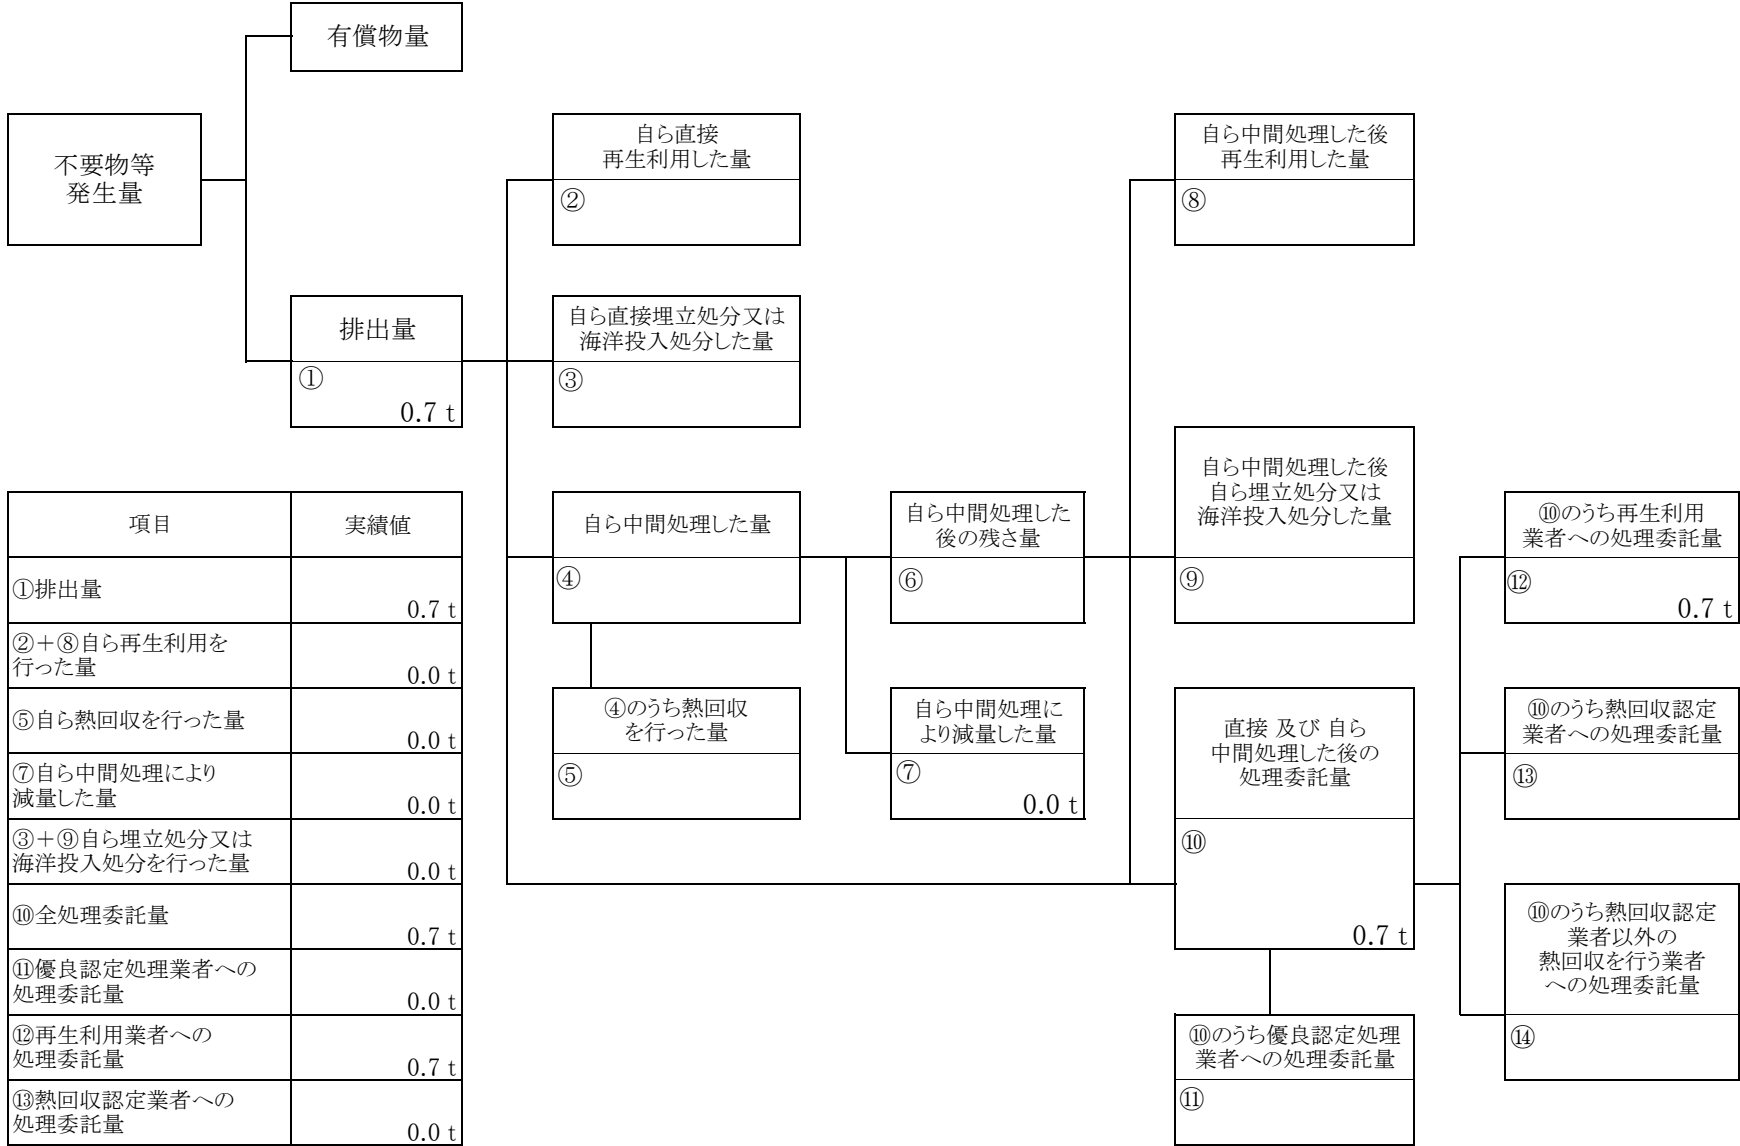 有償物量
不要物等
発生量
自ら直接
再生利用した量
②
自ら中間処理した後
再生利用した量
⑧
排出量
①
0.7 t
自ら直接埋立処分又は
海洋投入処分した量
③
自ら中間処理した量
④
自ら中間処理した
後の残さ量
⑥
自ら中間処理した後
自ら埋立処分又は
海洋投入処分した量
⑨
⑩のうち再生利用
業者への処理委託量
⑫
0.7 t
④のうち熱回収
を行った量
⑤
自ら中間処理に
より減量した量
⑦
0.0 t
直接 及び 自ら
中間処理した後の
処理委託量
⑩
0.7 t
⑩のうち熱回収認定
業者への処理委託量
⑬
⑩のうち熱回収認定
業者以外の
熱回収を行う業者
への処理委託量
⑭
⑩のうち優良認定処理
業者への処理委託量
⑪
項目 実績値
①排出量
0.7 t
②＋⑧自ら再生利用を
行った量
0.0 t
⑤自ら熱回収を行った量
0.0 t
⑦自ら中間処理により
減量した量
0.0 t
③＋⑨自ら埋立処分又は
海洋投入処分を行った量
0.0 t
⑩全処理委託量
0.7 t
⑪優良認定処理業者への
処理委託量
0.0 t
⑫再生利用業者への
処理委託量
0.7 t
⑬熱回収認定業者への
処理委託量
0.0 t